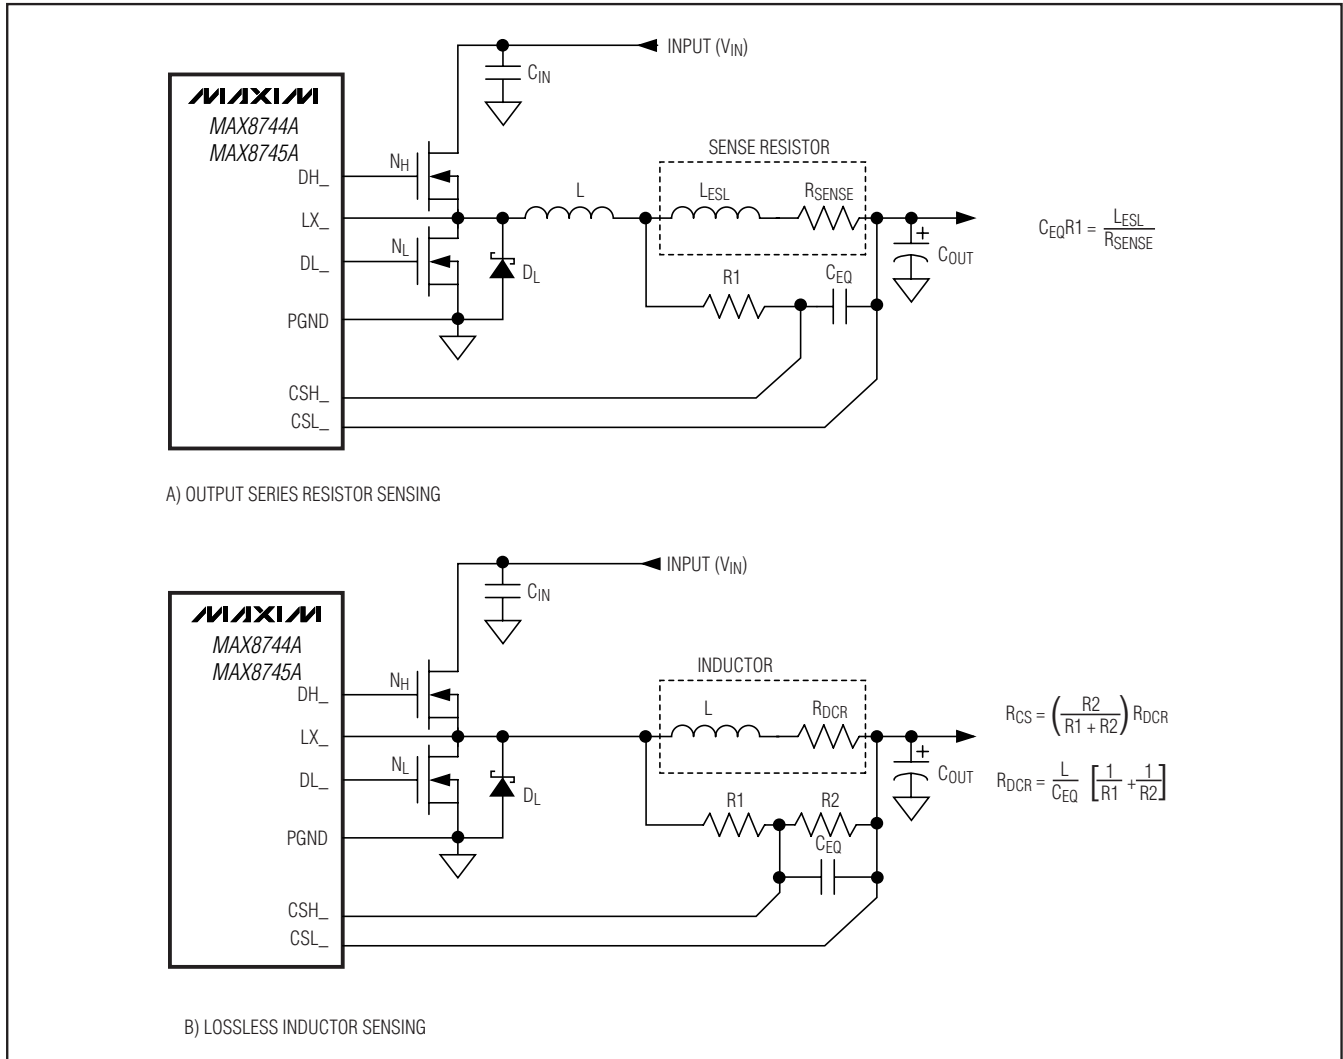 INPUT (VIN)
CIN
MAXIM
MAX8744A
MAX8745A
SENSE RESISTOR
NH
DH_
L
LESL
RSENSE
LX_
CEQR1 = LESL / RSENSE
NL
DL_
DL
+
COUT
R1
CEQ
PGND
CSH_
CSL_
A) OUTPUT SERIES RESISTOR SENSING
INPUT (VIN)
CIN
MAXIM
MAX8744A
MAX8745A
INDUCTOR
NH
DH_
L
RDCR
RCS = (R2 / R1 + R2) RDCR
LX_
NL
DL_
DL
+
COUT
RDCR = L / CEQ [1 / R1 + 1 / R2]
R1
R2
CEQ
PGND
CSH_
CSL_
B) LOSSLESS INDUCTOR SENSING